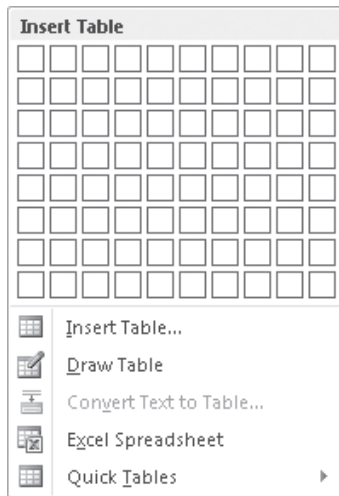 Insert Table
Insert Table...
Draw Table
Convert Text to Table...
Excel Spreadsheet
Quick Tables